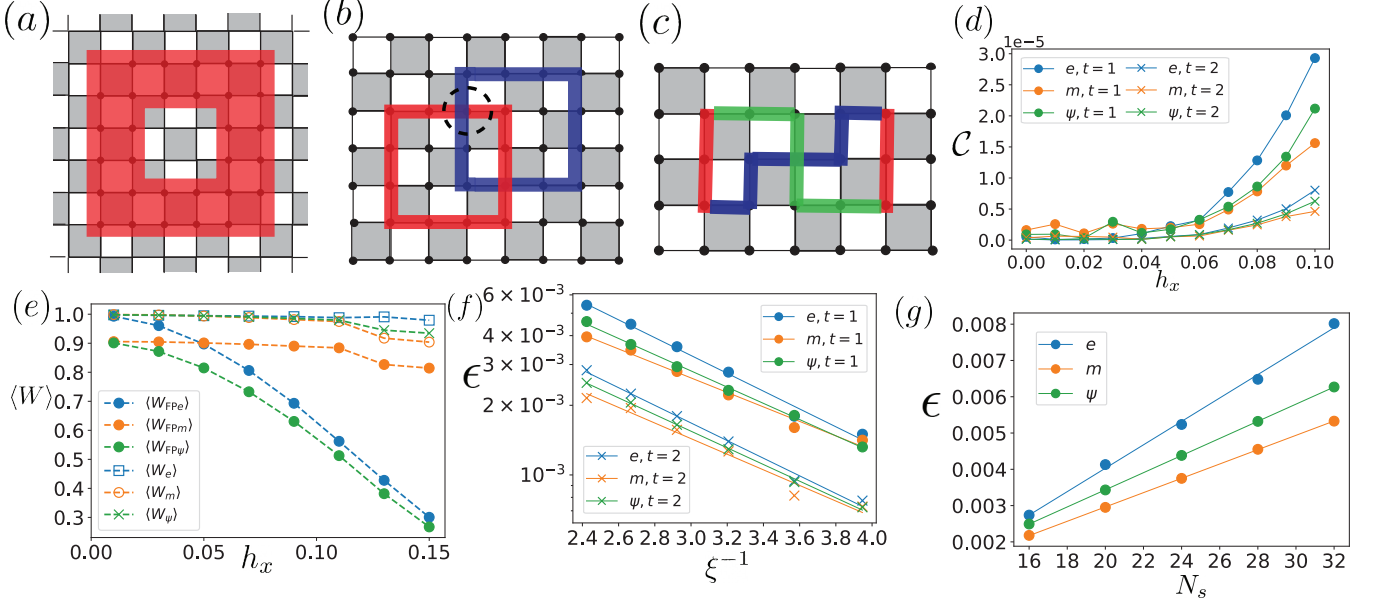 (a)
(b)
(c)
(d)
1e−5
3.0
2.5
2.0
1.5
1.0
0.5
0.0
C
e, t = 1
m, t = 1
ψ, t = 1
e, t = 2
m, t = 2
ψ, t = 2
0.00 0.02 0.04 0.06 0.08 0.10
h_x
(e)
1.0
0.9
0.8
0.7
0.6
0.5
0.4
0.3
⟨W⟩
⟨W_FPe⟩
⟨W_FPm⟩
⟨W_FPψ⟩
⟨W_e⟩
⟨W_m⟩
⟨W_ψ⟩
0.00 0.05 0.10 0.15
h_x
(f)
6 × 10⁻³
4 × 10⁻³
3 × 10⁻³
2 × 10⁻³
10⁻³
ϵ
e, t = 1
m, t = 1
ψ, t = 1
e, t = 2
m, t = 2
ψ, t = 2
2.4 2.6 2.8 3.0 3.2 3.4 3.6 3.8 4.0
ξ⁻¹
(g)
0.008
0.007
0.006
0.005
0.004
0.003
0.002
ϵ
e
m
ψ
16 18 20 22 24 26 28 30 32
N_s